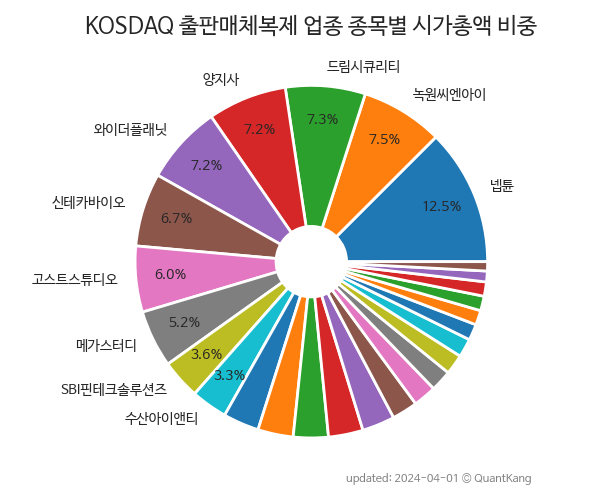 KOSDAQ 출판매체복제 업종 종목별 시가총액 비중
드림시큐리티
양지사
녹원씨엔아이
7.3%
7.2%
7.5%
와이더플래닛
7.2%
넵튠
신테카바이오
12.5%
6.7%
고스트스튜디오
6.0%
5.2%
메가스터디
3.6%
3.3%
SBI핀테크솔루션즈
수산아이앤티
updated: 2024-04-01 © QuantKang